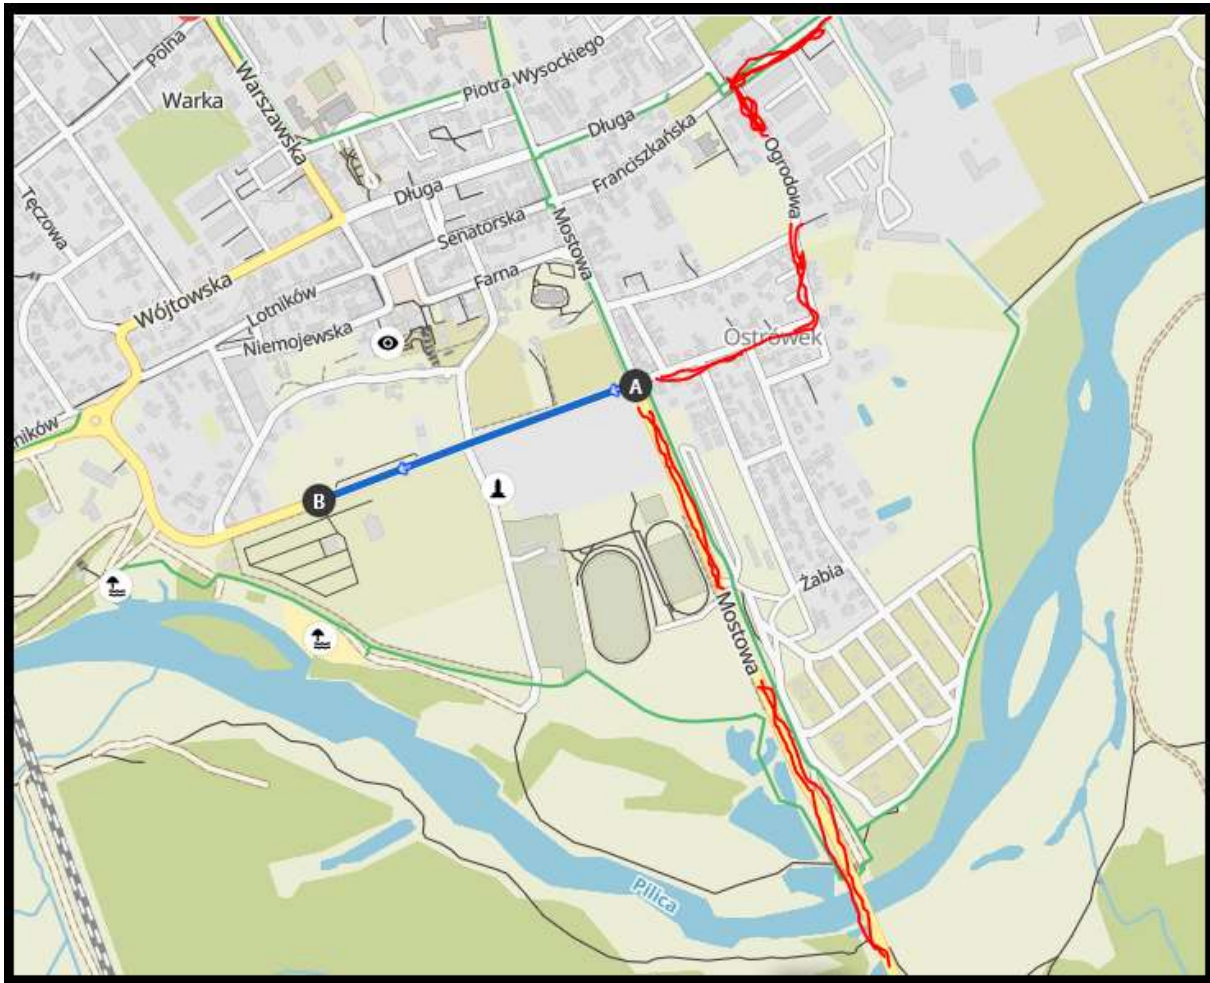 Polna
Warka
Warszawska
Piotra Wysockiego
Długa
Franciszkańska
Ogrodowa
Tęczowa
Długa
Senatorska
Mostowa
Wójtowska
Lotników
Farna
Niemojewska
Ostrówek
A
ników
B
Żabia
Mostowa
Pilica